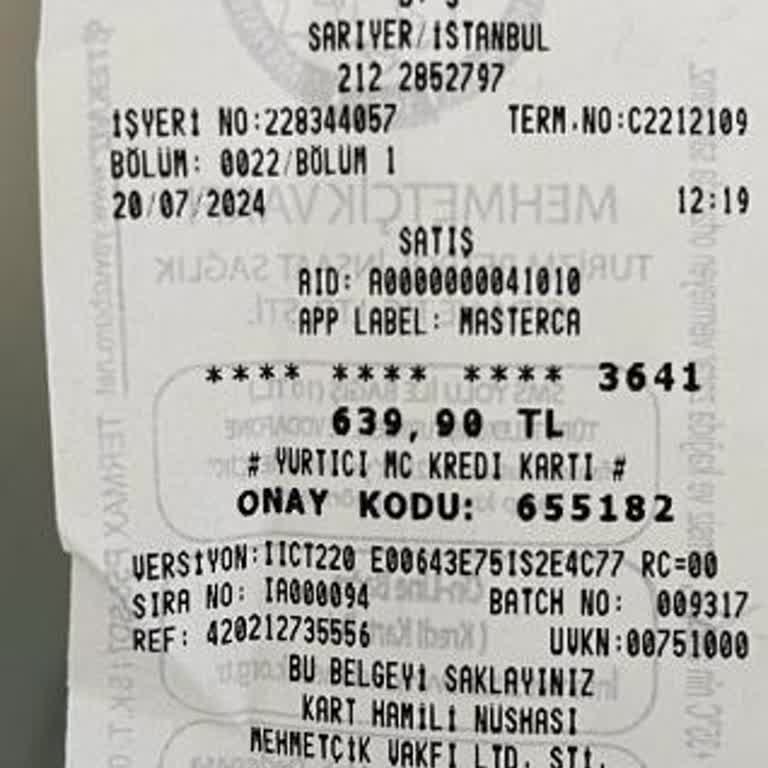 SARIYER/İSTANBUL
212 2852797
İŞYERİ NO:228344057 TERM.NO:C2212109
BÖLÜM: 0022/BÖLÜM 1
20/07/2024 12:19
SATIŞ
AID: A0000000041010
APP LABEL: MASTERCA
**** **** **** 3641
639,90 TL
# YURTICI MC KREDI KARTI #
ONAY KODU: 655182
VERSİYON:IICT220 E00643E751S2E4C77 RC=00
SIRA NO: IA000094 BATCH NO: 009317
REF: 420212735556 UVKN:00751000
BU BELGEYİ SAKLAYINIZ
KART HAMİLİ NUSHASI
MEHMETÇİK VAKFI LTD. STİ.